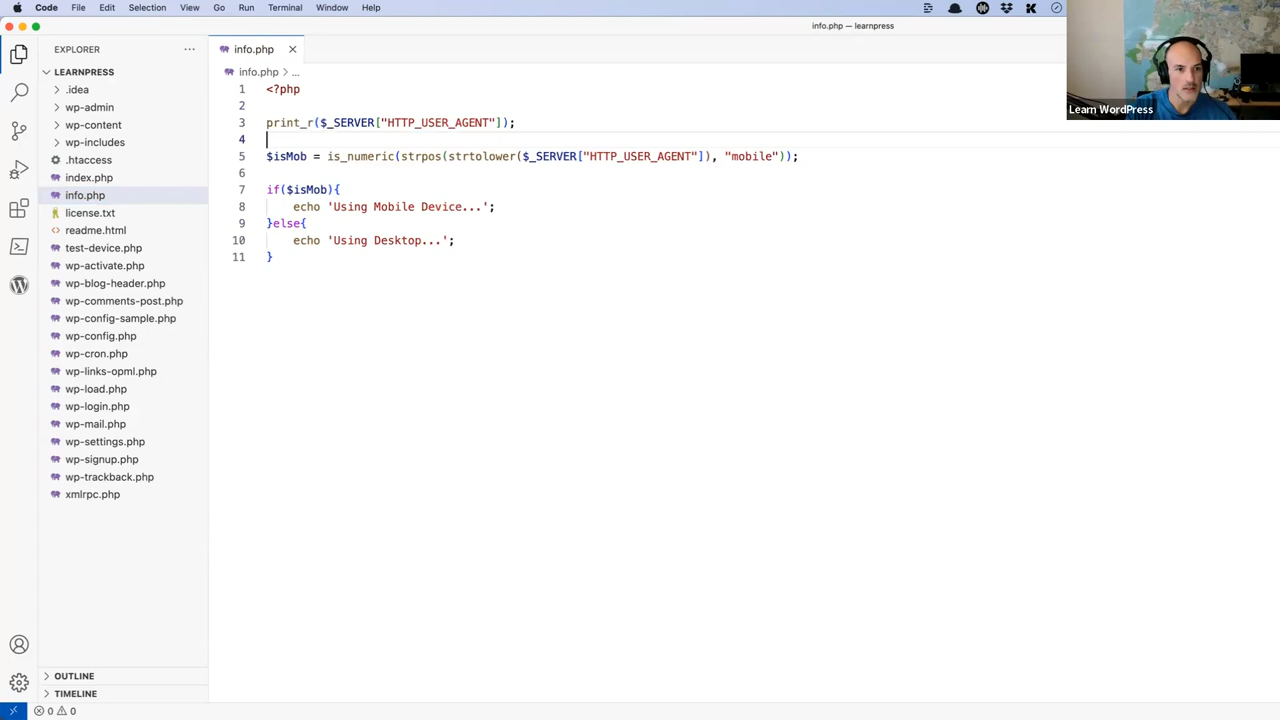 Code File Edit Selection View Go Run Terminal Window Help
info.php — learnpress
EXPLORER
LEARNPRESS
.idea
wp-admin
wp-content
wp-includes
.htaccess
index.php
info.php
license.txt
readme.html
test-device.php
wp-activate.php
wp-blog-header.php
wp-comments-post.php
wp-config-sample.php
wp-config.php
wp-cron.php
wp-links-opml.php
wp-load.php
wp-login.php
wp-mail.php
wp-settings.php
wp-signup.php
wp-trackback.php
xmlrpc.php
OUTLINE
TIMELINE
0 0
info.php
info.php > ...
1 <?php
2
3 print_r($_SERVER["HTTP_USER_AGENT"]);
4
5 $isMob = is_numeric(strpos(strtolower($_SERVER["HTTP_USER_AGENT"]), "mobile"));
6
7 if($isMob){
8 echo 'Using Mobile Device...';
9 }else{
10 echo 'Using Desktop...';
11 }
Learn WordPress